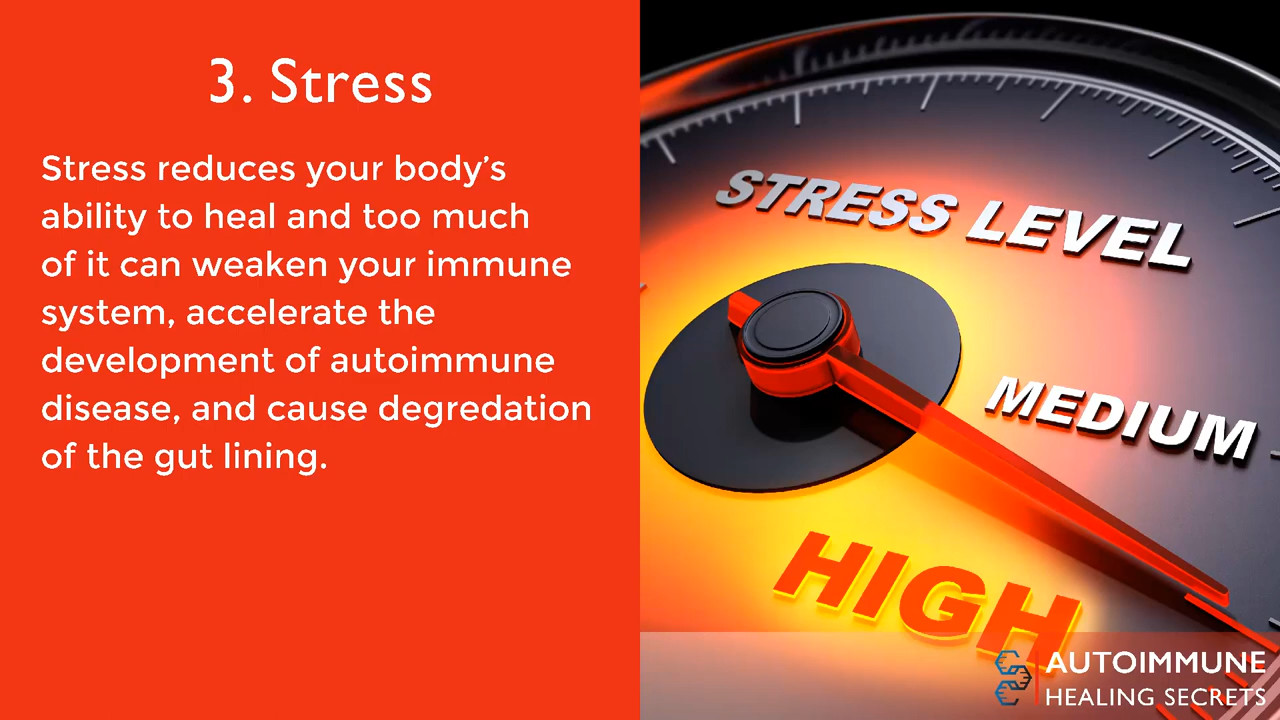 3. Stress
Stress reduces your body’s
ability to heal and too much
of it can weaken your immune
system, accelerate the
development of autoimmune
disease, and cause degredation
of the gut lining.
STRESS LEVEL
MEDIUM
HIGH
AUTOIMMUNE
HEALING SECRETS